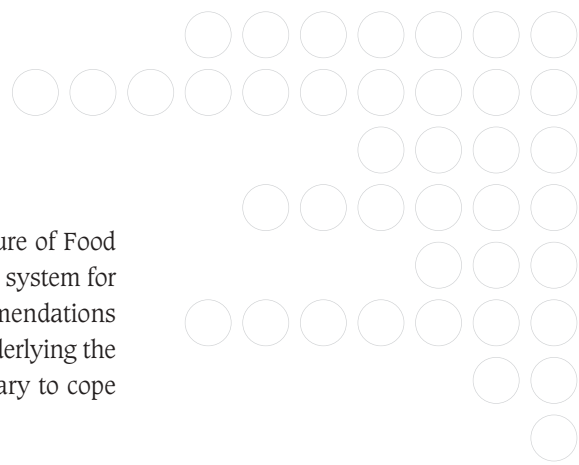 ure of Food
system for
mendations
derlying the
ary to cope